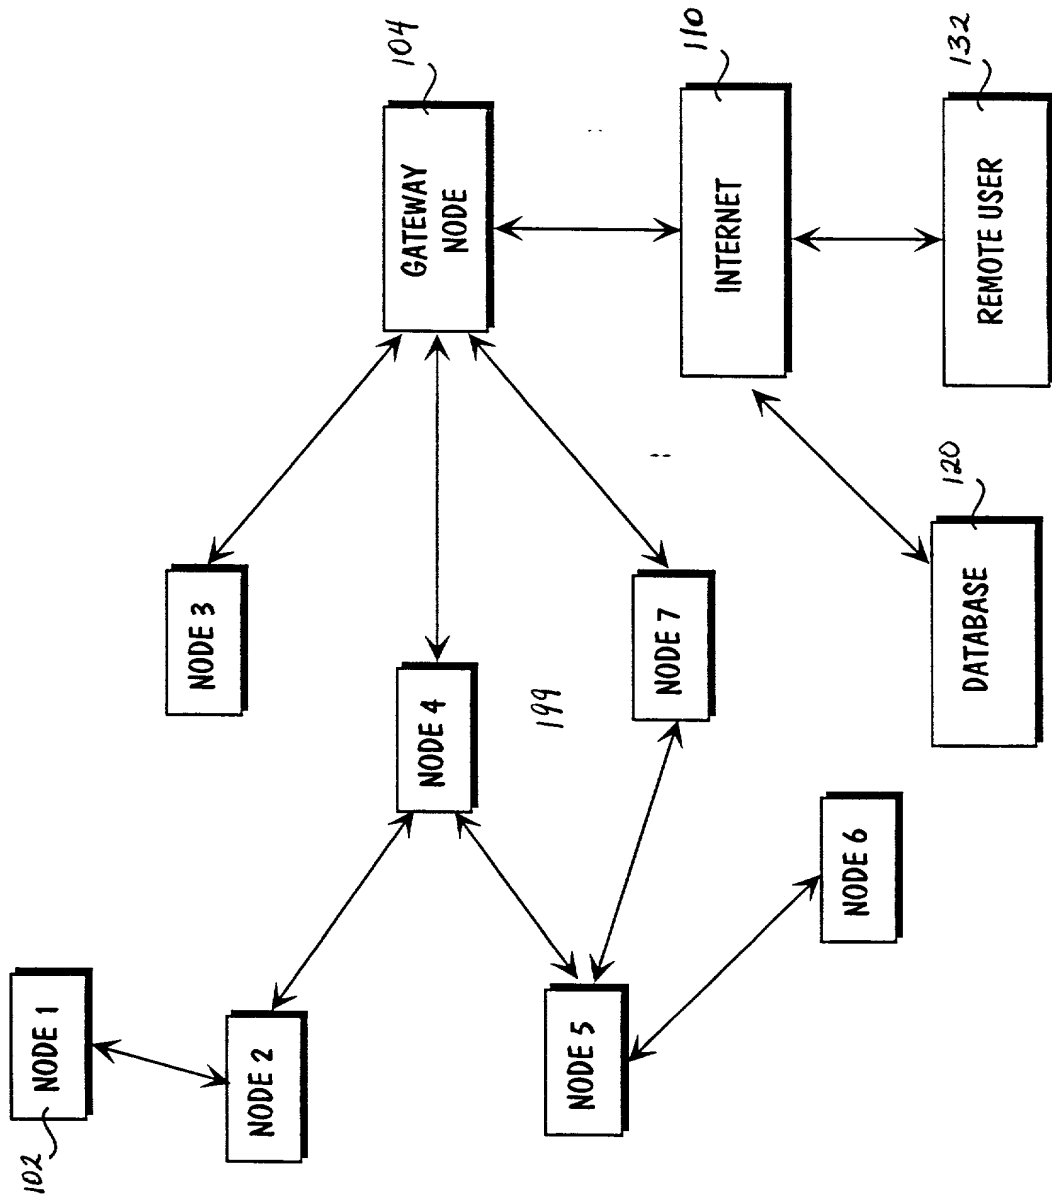 102
NODE 1
NODE 2
NODE 3
NODE 4
NODE 5
NODE 6
NODE 7
199
GATEWAY
NODE
104
INTERNET
110
DATABASE
120
REMOTE USER
132